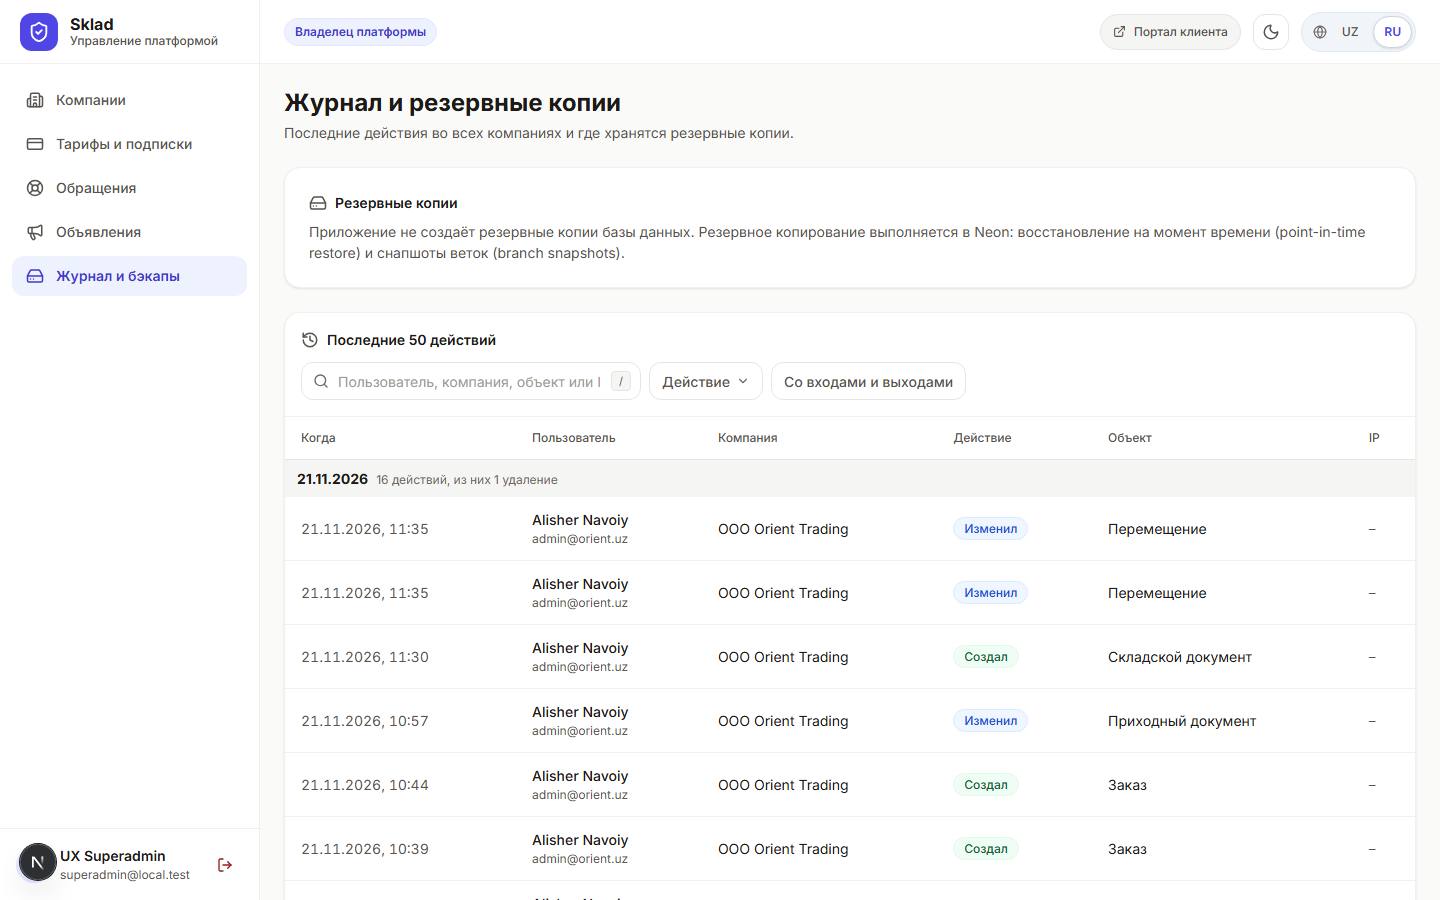 Sklad
Управление платформой
Владелец платформы
Портал клиента
UZ
RU
Компании
Тарифы и подписки
Обращения
Объявления
Журнал и бэкапы
Журнал и резервные копии
Последние действия во всех компаниях и где хранятся резервные копии.
Резервные копии
Приложение не создаёт резервные копии базы данных. Резервное копирование выполняется в Neon: восстановление на момент времени (point-in-time
restore) и снапшоты веток (branch snapshots).
Последние 50 действий
Пользователь, компания, объект или
/
Действие
Со входами и выходами
Когда Пользователь Компания Действие Объект IP
21.11.2026 16 действий, из них 1 удаление
21.11.2026, 11:35 Alisher Navoiy admin@orient.uz ООО Orient Trading Изменил Перемещение –
21.11.2026, 11:35 Alisher Navoiy admin@orient.uz ООО Orient Trading Изменил Перемещение –
21.11.2026, 11:30 Alisher Navoiy admin@orient.uz ООО Orient Trading Создал Складской документ –
21.11.2026, 10:57 Alisher Navoiy admin@orient.uz ООО Orient Trading Изменил Приходный документ –
21.11.2026, 10:44 Alisher Navoiy admin@orient.uz ООО Orient Trading Создал Заказ –
21.11.2026, 10:39 Alisher Navoiy admin@orient.uz ООО Orient Trading Создал Заказ –
N
UX Superadmin
superadmin@local.test